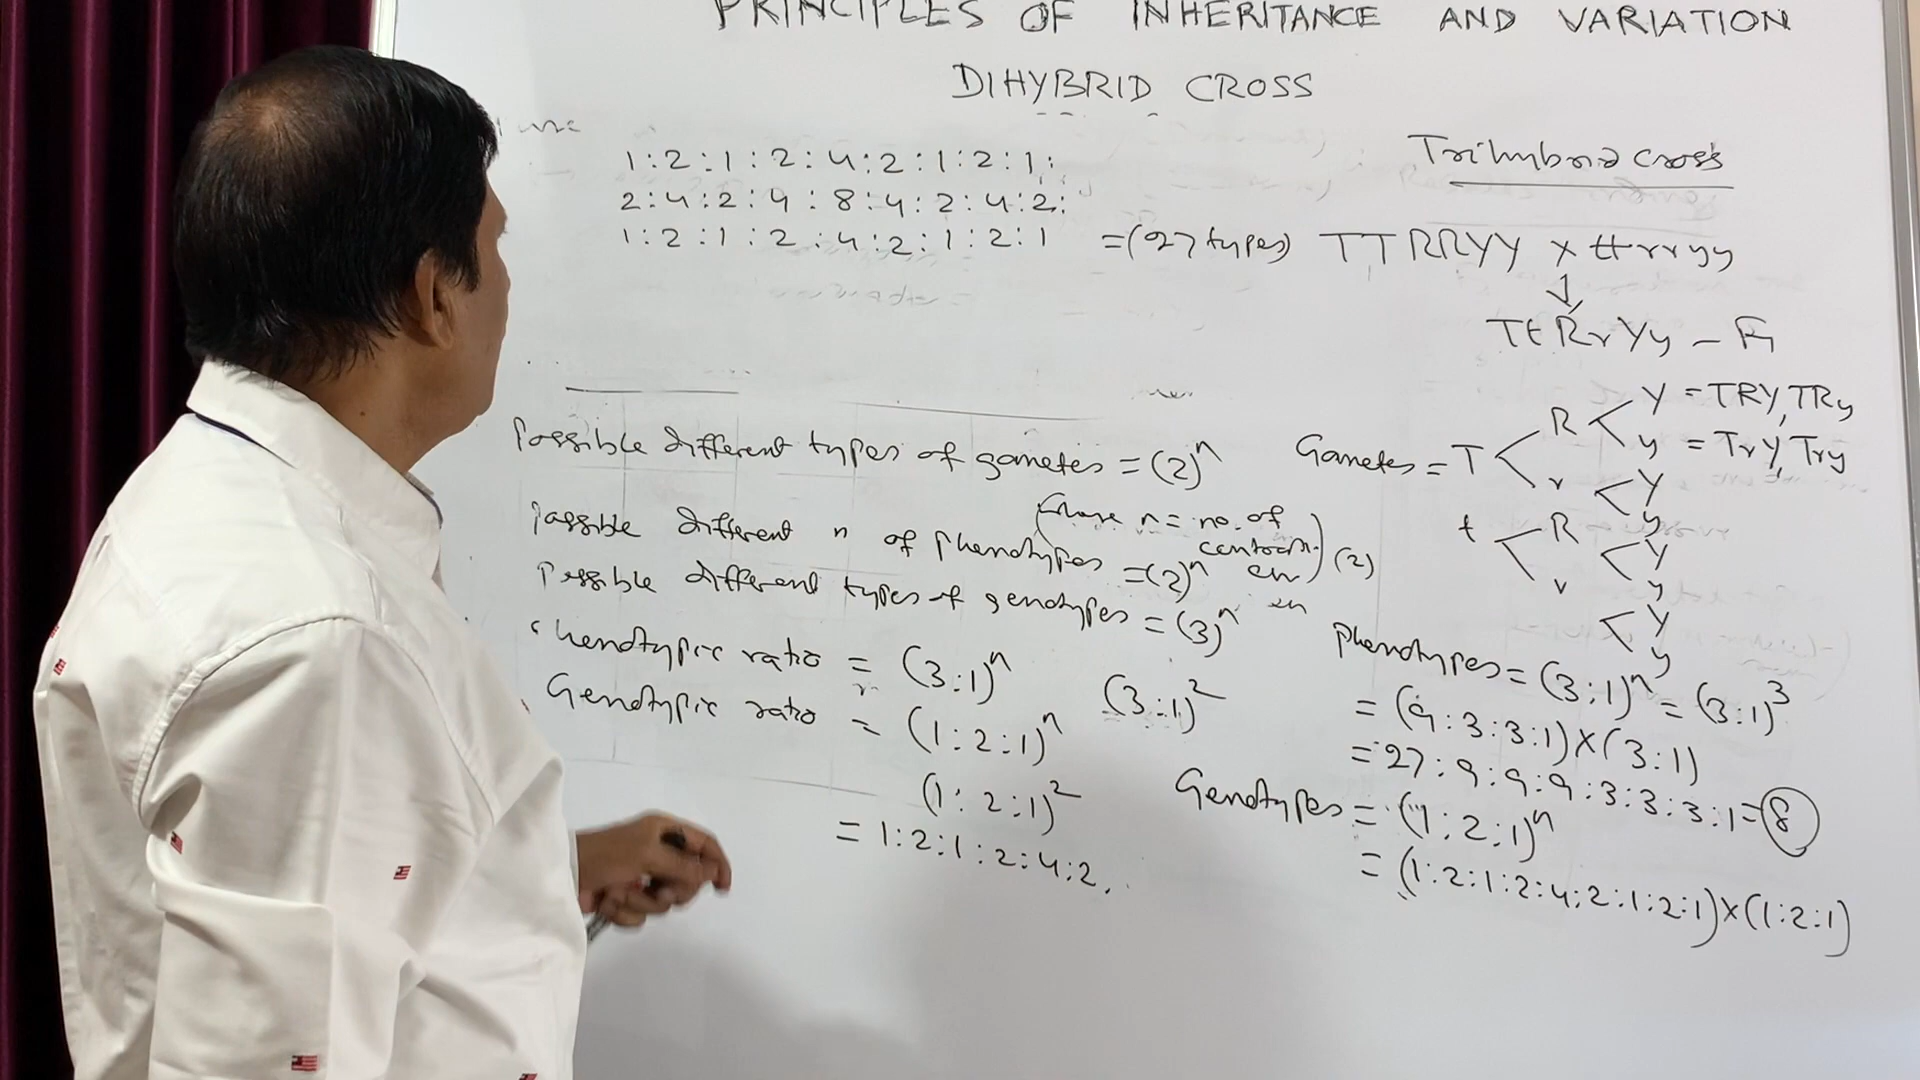 PRINCIPLES OF INHERITANCE AND VARIATION
DIHYBRID CROSS
1:2:1:2:4:2:1:2:1:
2:4:2:4:8:4:2:4:2:
1:2:1:2:4:2:1:2:1 = (27 types)
Possible different types of gametes = (2)ⁿ
(where n = no. of
Possible different n of phenotypes = (2)ⁿ (2)
Possible different types of genotypes = (3)ⁿ
Phenotypic ratio = (3:1)ⁿ (3:1)²
Genotypic ratio = (1:2:1)ⁿ
(1:2:1)²
= 1:2:1:2:4:2.
Trihybrid cross
TTRRYY x ttrryy
↓
TtRrYy – F₁
Gametes = T < R < Y = TRY, TRy
y = TrY, Try
r < Y
y
t < R < Y
y
r < Y
y
Phenotypes = (3:1)ⁿ = (3:1)³
= (9:3:3:1) X (3:1)
= 27:9:9:9:3:3:3:1 = 8
Genotypes = (1:2:1)ⁿ
= (1:2:1:2:4:2:1:2:1) X (1:2:1)